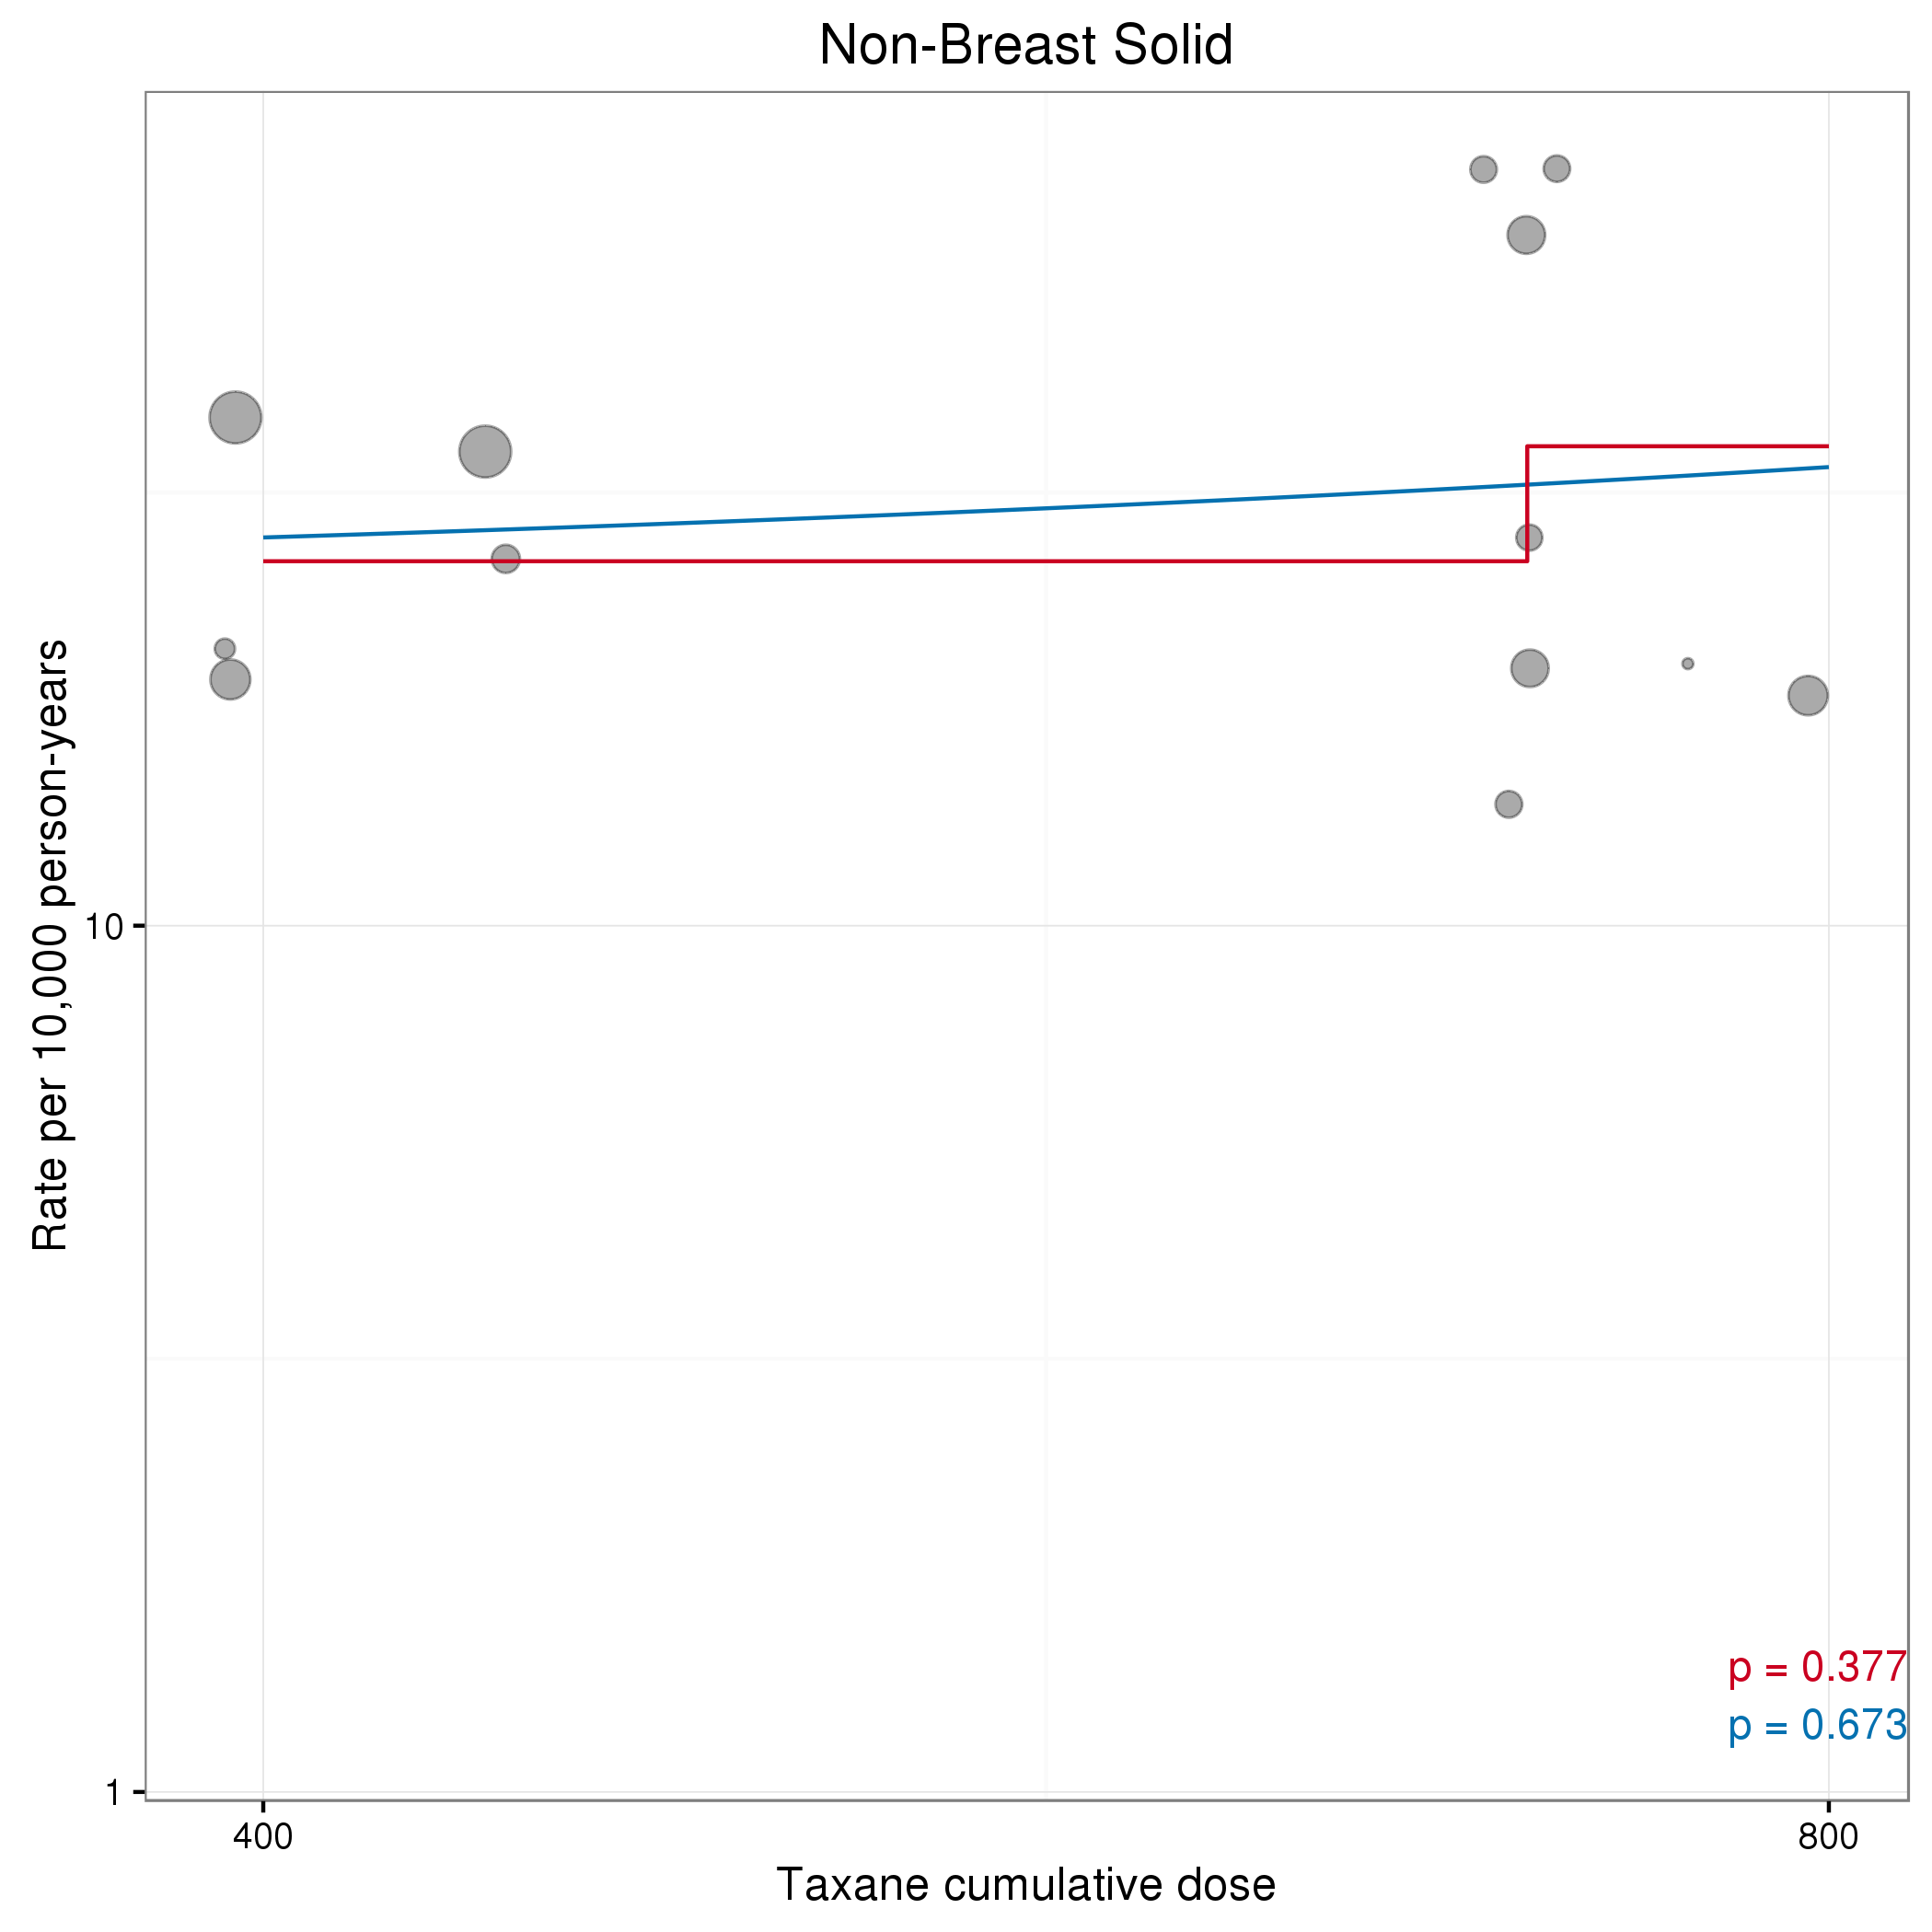 Non-Breast Solid
Rate per 10,000 person-years
10
1
p = 0.377
p = 0.673
400
800
Taxane cumulative dose